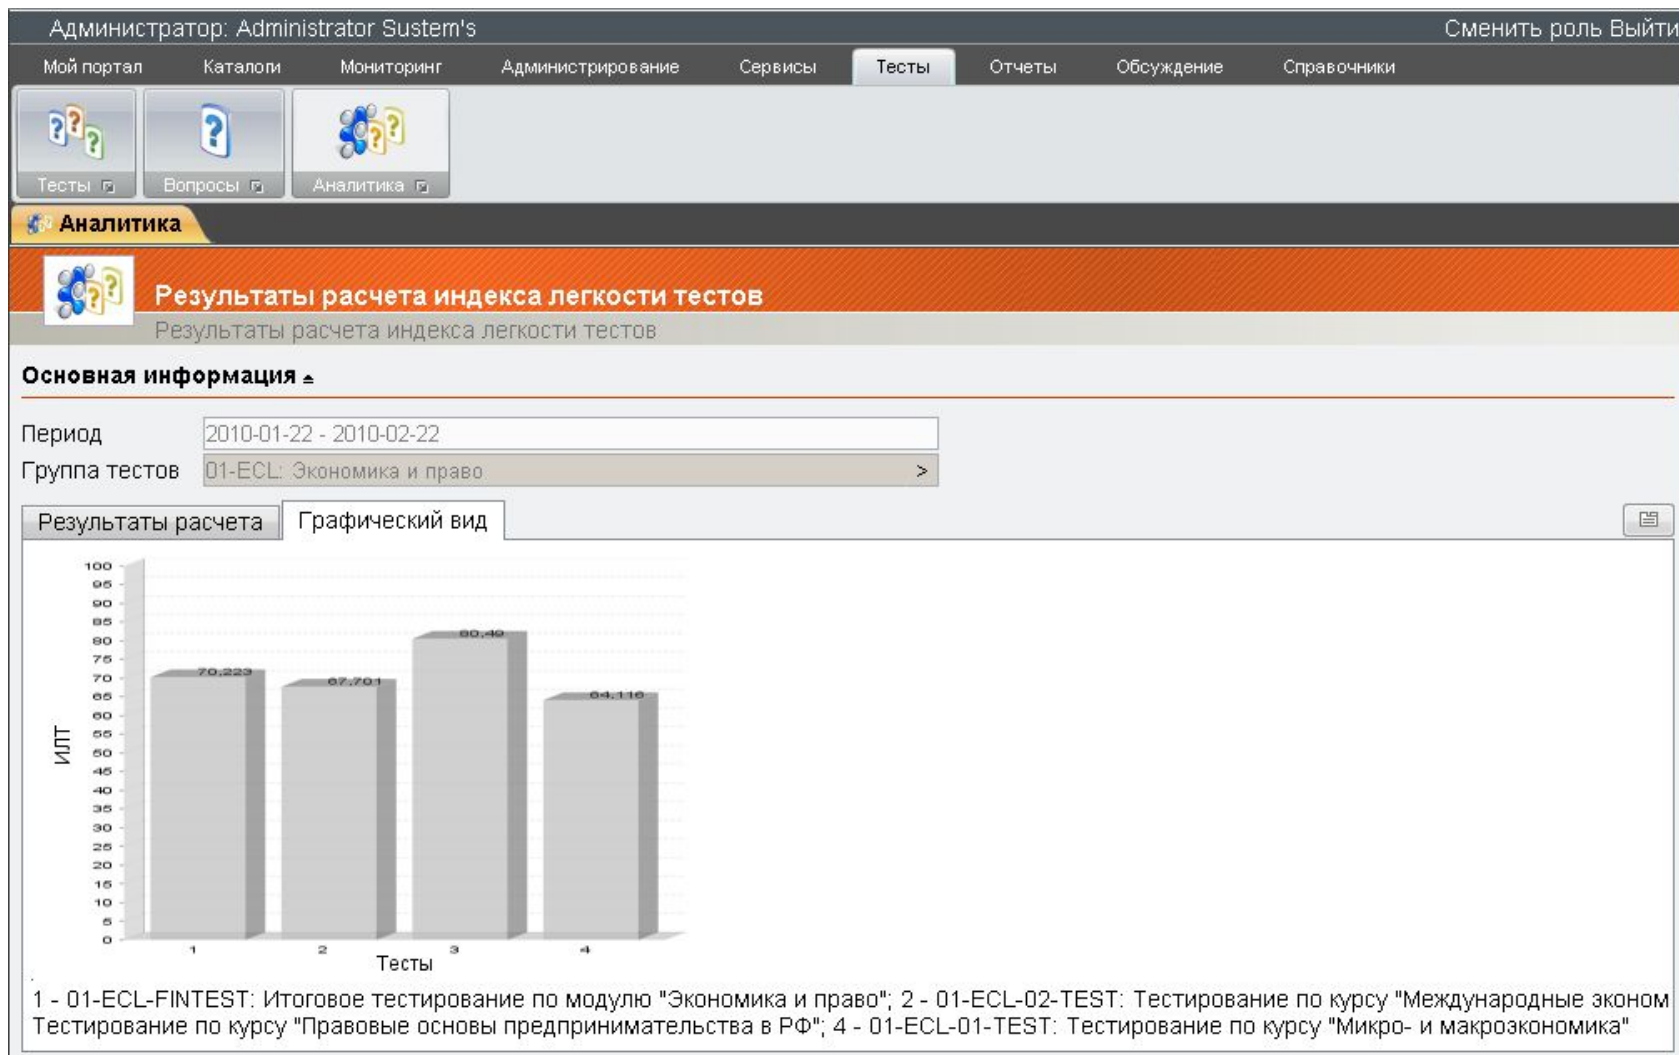 Администратор: Administrator Sustem's Сменить роль Выйти
Мой портал Каталоги Мониторинг Администрирование Сервисы Тесты Отчеты Обсуждение Справочники
Тесты Вопросы Аналитика
Аналитика
Результаты расчета индекса легкости тестов
Результаты расчета индекса легкости тестов
Основная информация
Период 2010-01-22 - 2010-02-22
Группа тестов 01-ECL: Экономика и право >
Результаты расчета Графический вид
100
95
90
85
80
75
70
65
60
55
50
45
40
35
30
25
20
15
10
5
0
ИЛТ
70,223 67,701 80,49 64,116
1 2 3 4
Тесты
1 - 01-ECL-FINTEST: Итоговое тестирование по модулю "Экономика и право"; 2 - 01-ECL-02-TEST: Тестирование по курсу "Международные эконом
Тестирование по курсу "Правовые основы предпринимательства в РФ"; 4 - 01-ECL-01-TEST: Тестирование по курсу "Микро- и макроэкономика"